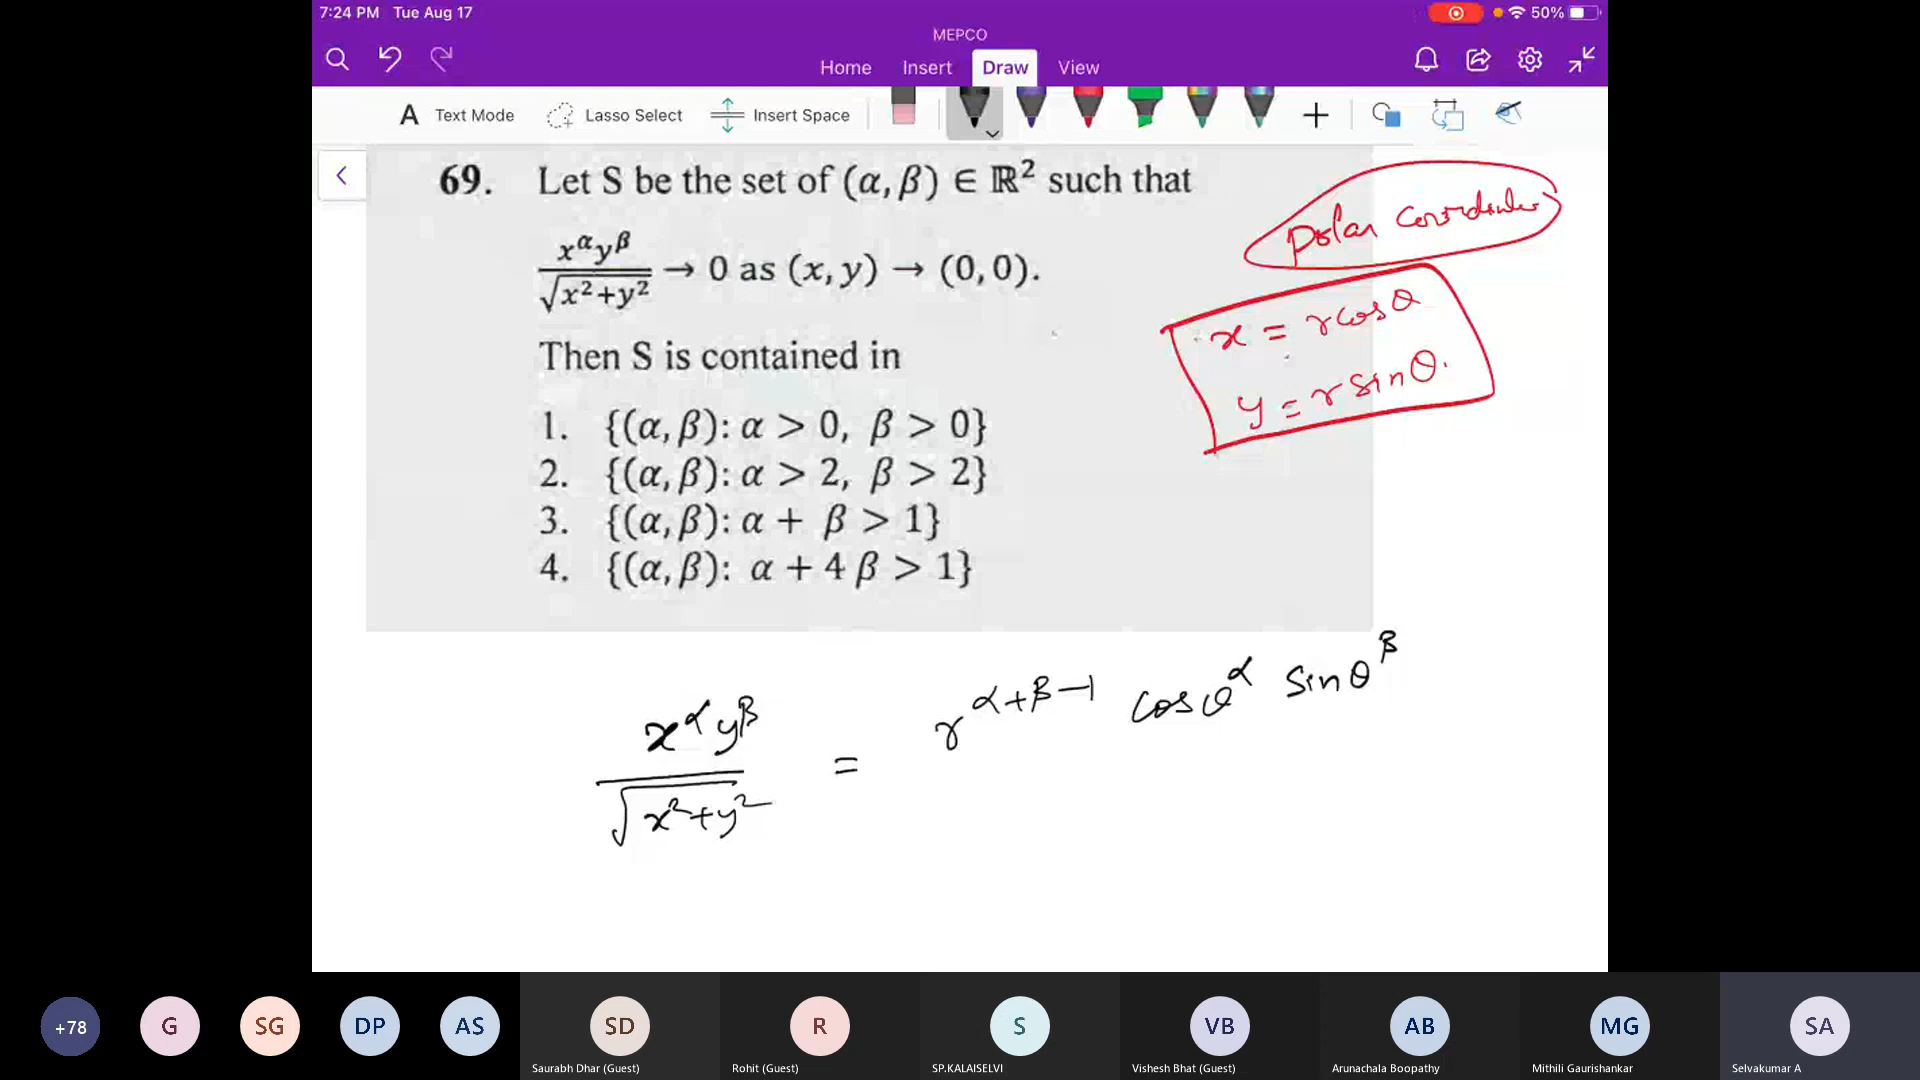 7:24 PM Tue Aug 17
50%
MEPCO
Home Insert Draw View
A Text Mode Lasso Select Insert Space
69. Let S be the set of (α, β) ∈ ℝ² such that
x^α y^β / √(x²+y²) → 0 as (x, y) → (0, 0).
Then S is contained in
1. {(α, β): α > 0, β > 0}
2. {(α, β): α > 2, β > 2}
3. {(α, β): α + β > 1}
4. {(α, β): α + 4 β > 1}
polar coordinates
x = r cos θ
y = r sin θ.
x^α y^β / √(x²+y²) = r^(α+β−1) cos θ^α sin θ^β
+78 G SG DP AS SD R S VB AB MG SA
Saurabh Dhar (Guest) Rohit (Guest) SP.KALAISELVI Vishesh Bhat (Guest) Arunachala Boopathy Mithili Gaurishankar Selvakumar A